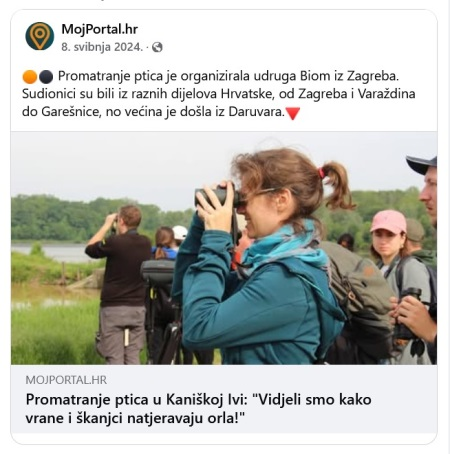 MojPortal.hr
8. svibnja 2024. ·
Promatranje ptica je organizirala udruga Biom iz Zagreba.
Sudionici su bili iz raznih dijelova Hrvatske, od Zagreba i Varaždina
do Garešnice, no većina je došla iz Daruvara.
MOJPORTAL.HR
Promatranje ptica u Kaniškoj Ivi: "Vidjeli smo kako
vrane i škanjci natjeravaju orla!"